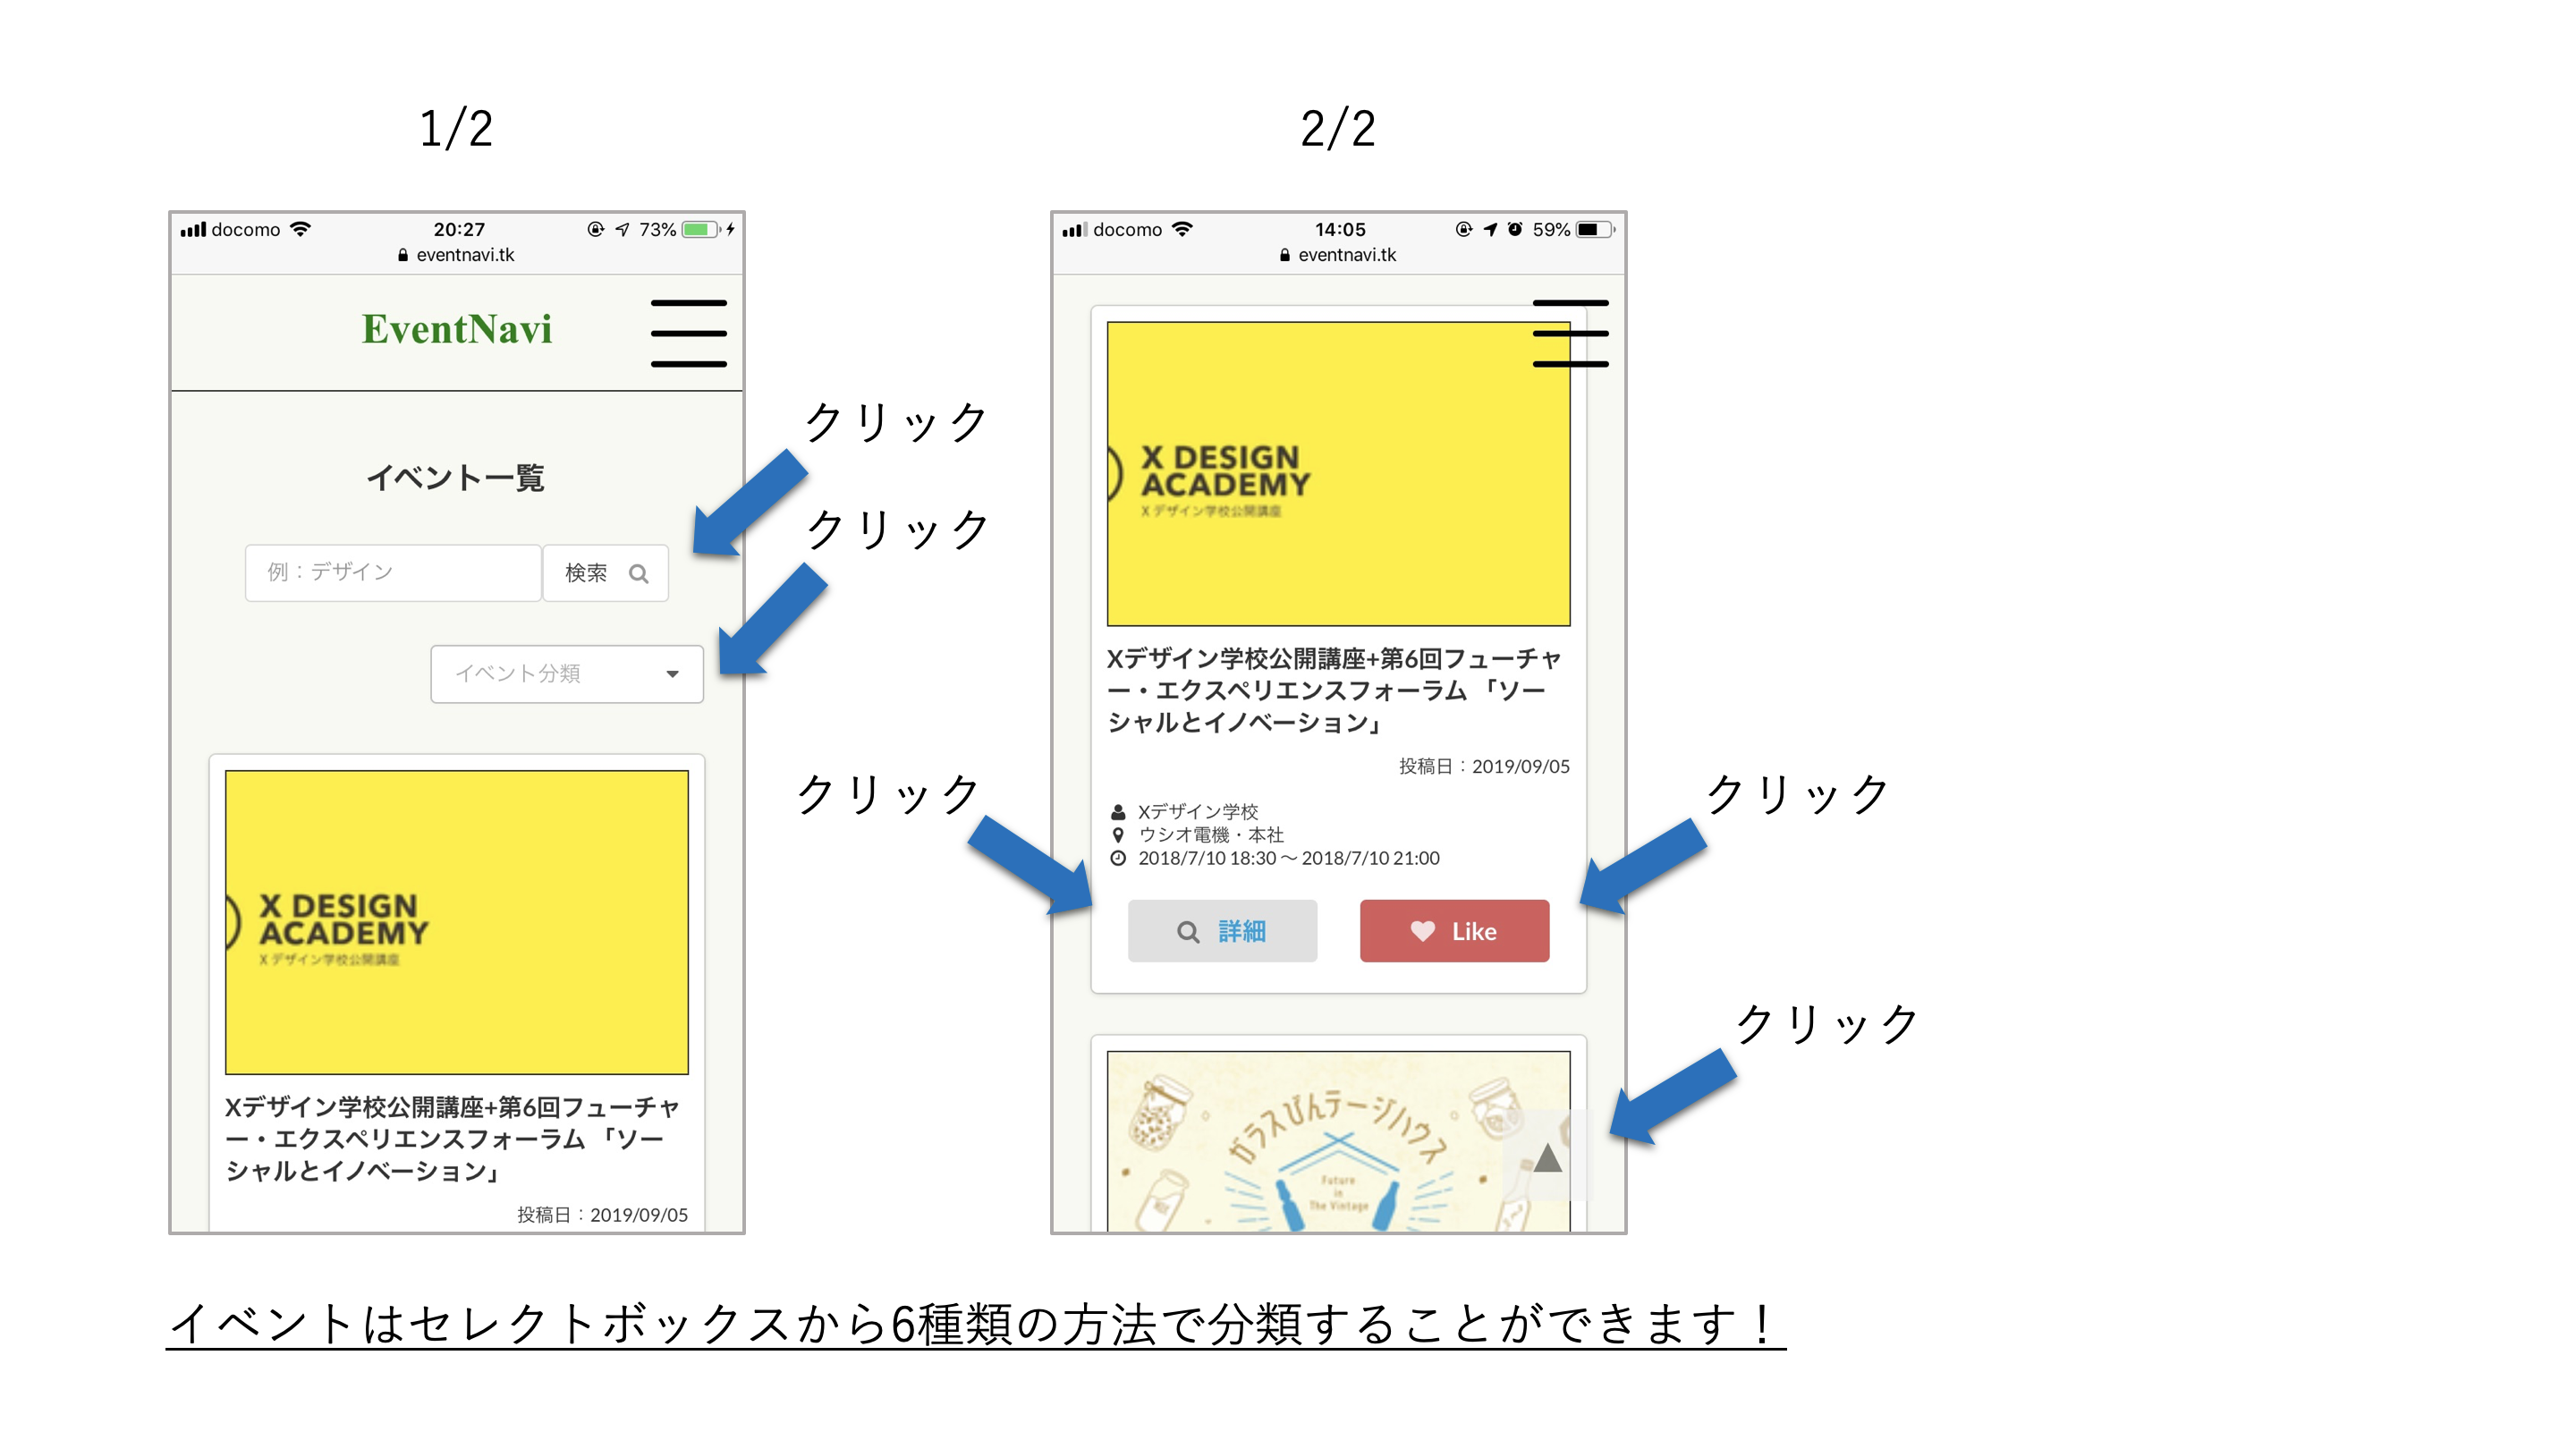 1/2
docomo 20:27 73%
eventnavi.tk
EventNavi
イベント一覧
例：デザイン 検索
イベント分類
X DESIGN
ACADEMY
X デザイン学校公開講座
Xデザイン学校公開講座+第6回フューチャ
ー・エクスペリエンスフォーラム 「ソー
シャルとイノベーション」
投稿日：2019/09/05
クリック
クリック
2/2
docomo 14:05 59%
eventnavi.tk
X DESIGN
ACADEMY
X デザイン学校公開講座
Xデザイン学校公開講座+第6回フューチャ
ー・エクスペリエンスフォーラム 「ソー
シャルとイノベーション」
投稿日：2019/09/05
Xデザイン学校
ウシオ電機・本社
2018/7/10 18:30 〜 2018/7/10 21:00
詳細 Like
クリック
クリック
クリック
ガラスびんテージハウス
Future
in
The Vintage
▲
イベントはセレクトボックスから6種類の方法で分類することができます！